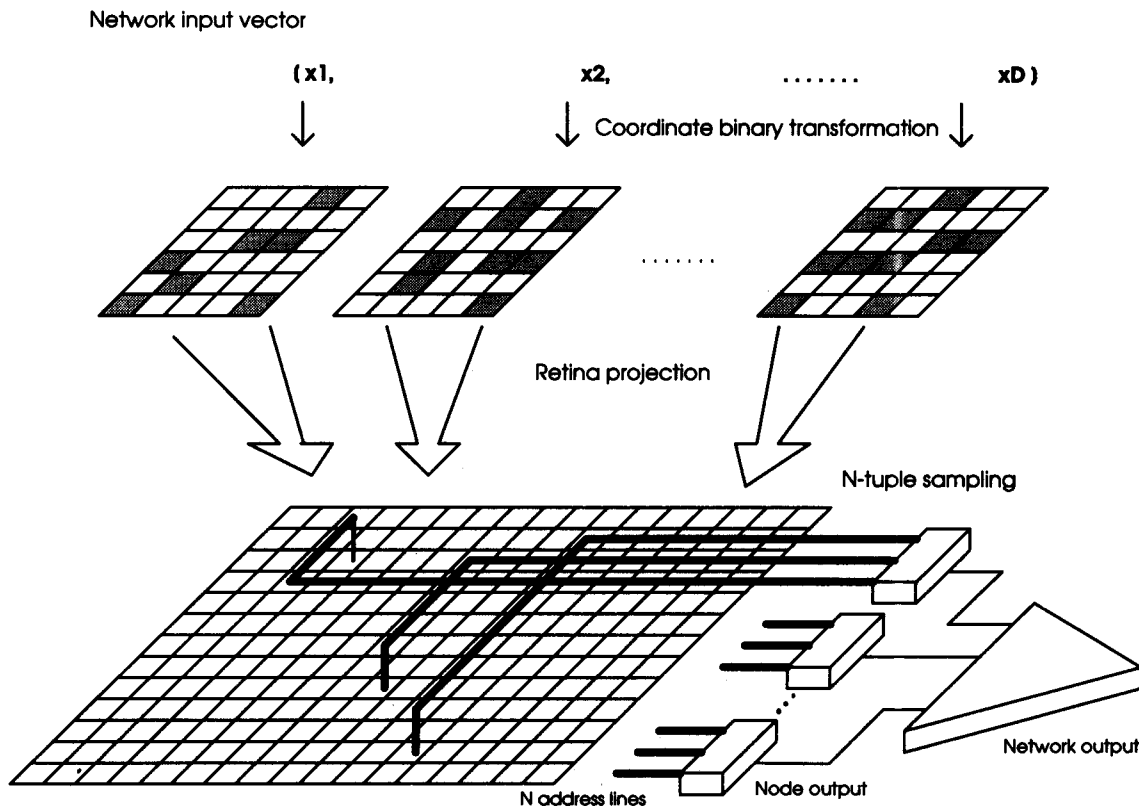 Network input vector
(x1, x2, ....... xD)
Coordinate binary transformation
.......
Retina projection
N-tuple sampling
Network output
N address lines
Node output